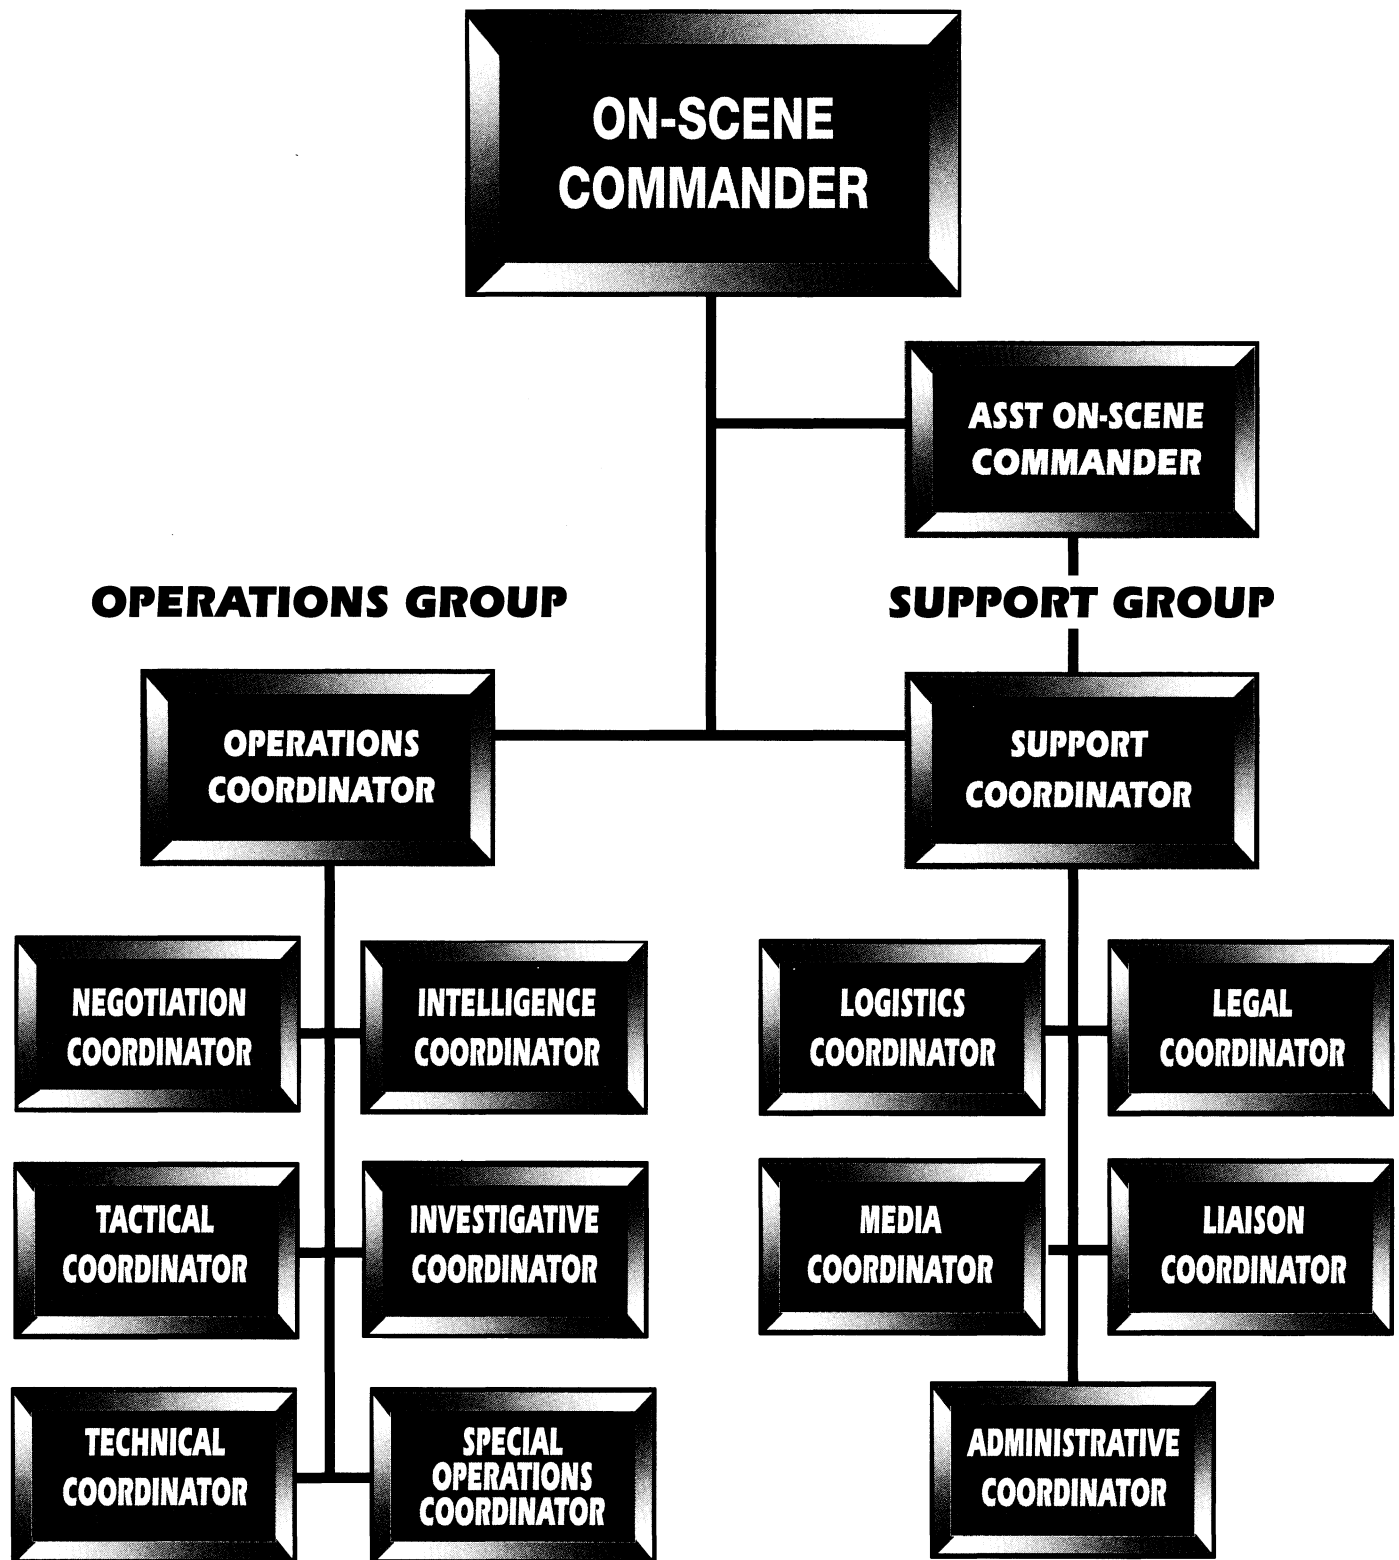 ON-SCENE
COMMANDER
ASST ON-SCENE
COMMANDER
OPERATIONS GROUP
SUPPORT GROUP
OPERATIONS
COORDINATOR
SUPPORT
COORDINATOR
NEGOTIATION
COORDINATOR
INTELLIGENCE
COORDINATOR
LOGISTICS
COORDINATOR
LEGAL
COORDINATOR
TACTICAL
COORDINATOR
INVESTIGATIVE
COORDINATOR
MEDIA
COORDINATOR
LIAISON
COORDINATOR
TECHNICAL
COORDINATOR
SPECIAL
OPERATIONS
COORDINATOR
ADMINISTRATIVE
COORDINATOR